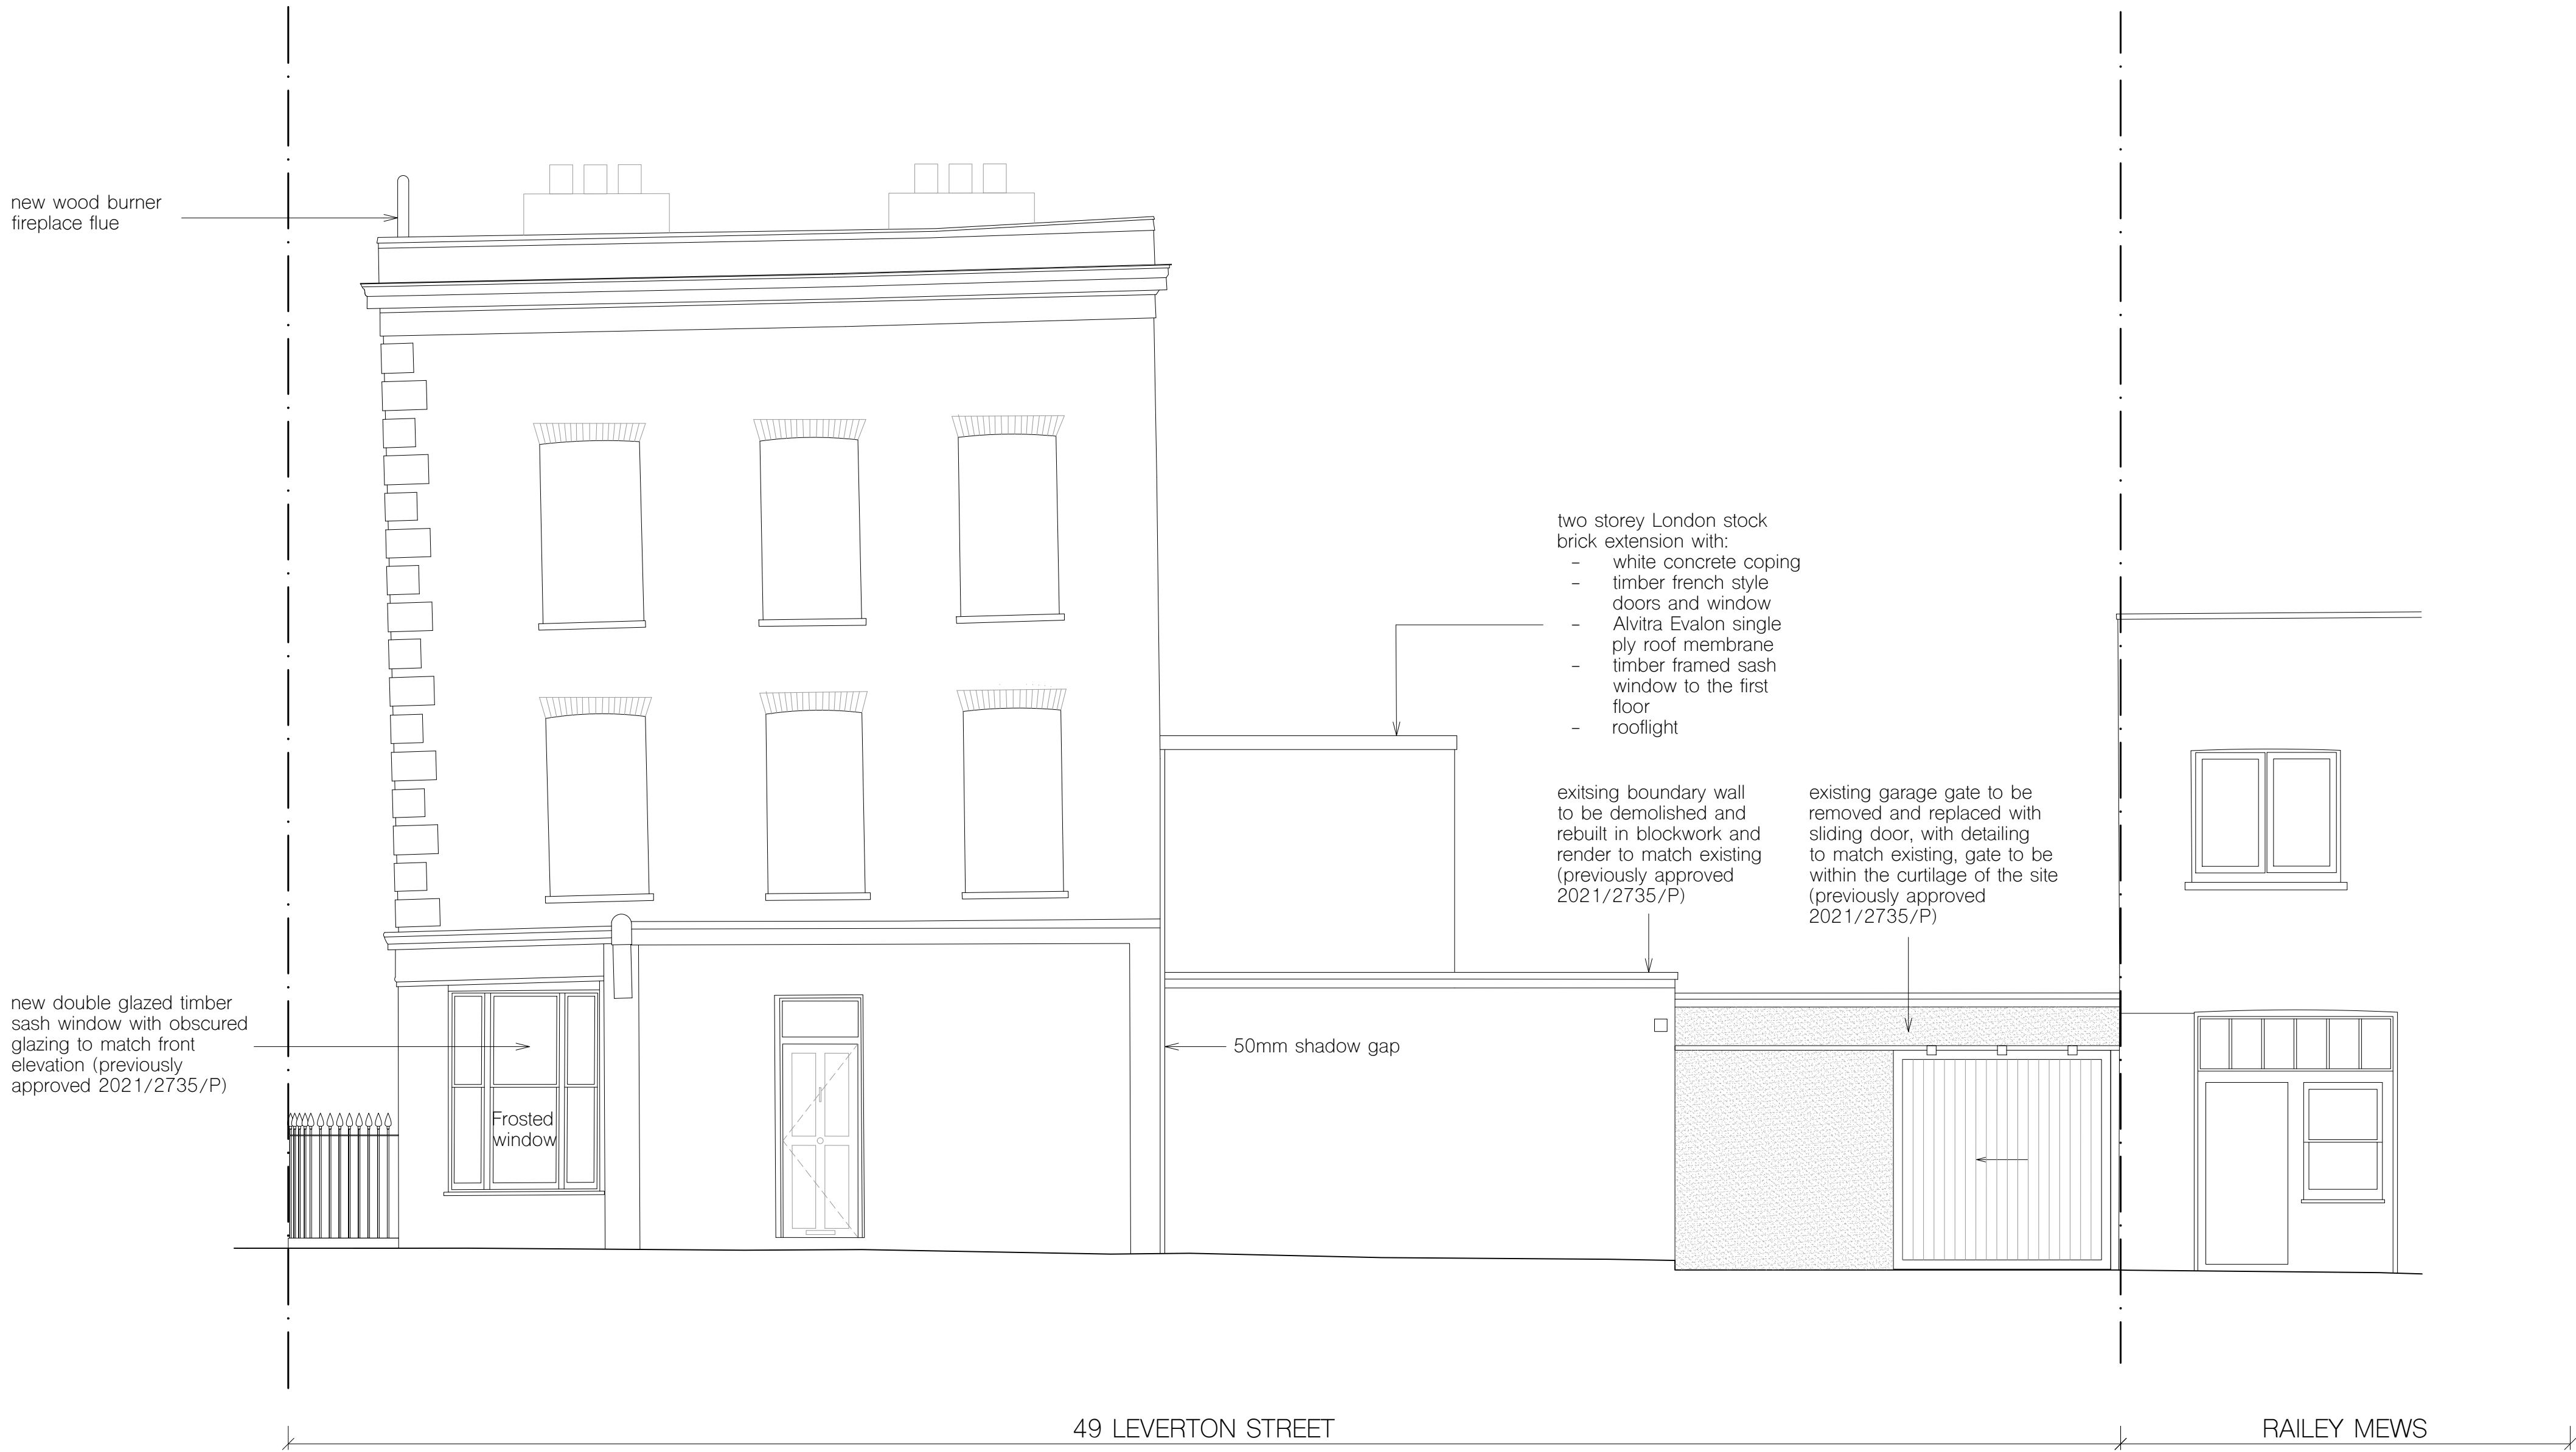 new wood burner
fireplace flue
two storey London stock
brick extension with:
- white concrete coping
- timber french style
doors and window
- Alvitra Evalon single
ply roof membrane
- timber framed sash
window to the first
floor
- rooflight
exitsing boundary wall
to be demolished and
rebuilt in blockwork and
render to match existing
(previously approved
2021/2735/P)
existing garage gate to be
removed and replaced with
sliding door, with detailing
to match existing, gate to be
within the curtilage of the site
(previously approved
2021/2735/P)
new double glazed timber
sash window with obscured
glazing to match front
elevation (previously
approved 2021/2735/P)
Frosted
window
50mm shadow gap
49 LEVERTON STREET
RAILEY MEWS